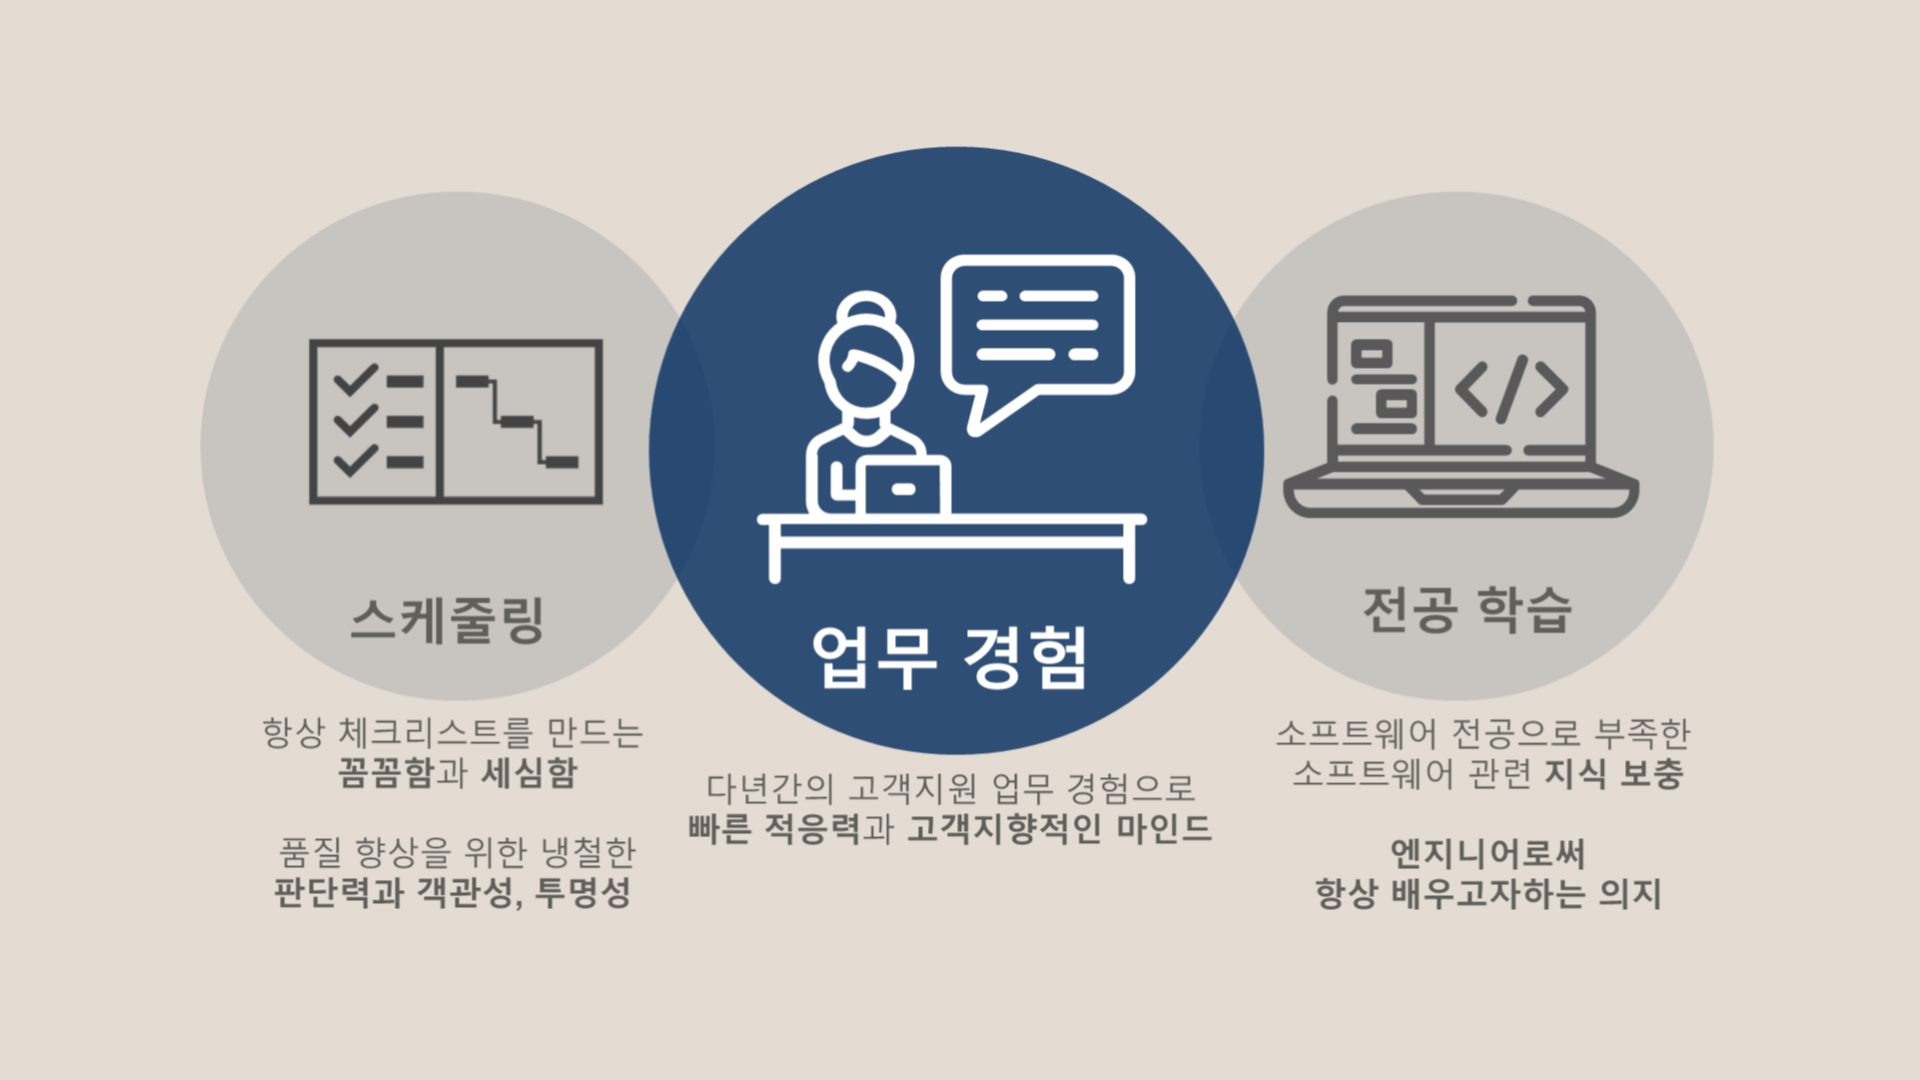 스케줄링
항상 체크리스트를 만드는
꼼꼼함과 세심함
품질 향상을 위한 냉철한
판단력과 객관성, 투명성
업무 경험
다년간의 고객지원 업무 경험으로
빠른 적응력과 고객지향적인 마인드
전공 학습
소프트웨어 전공으로 부족한
소프트웨어 관련 지식 보충
엔지니어로써
항상 배우고자하는 의지